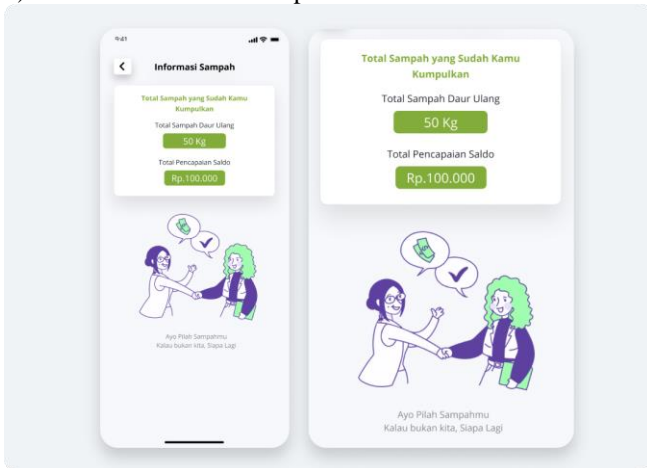 9:41
Informasi Sampah
Total Sampah yang Sudah Kamu
Kumpulkan
Total Sampah Daur Ulang
50 Kg
Total Pencapaian Saldo
Rp.100.000
Ayo Pilah Sampahmu
Kalau bukan kita, Siapa Lagi
Total Sampah yang Sudah Kamu
Kumpulkan
Total Sampah Daur Ulang
50 Kg
Total Pencapaian Saldo
Rp.100.000
Ayo Pilah Sampahmu
Kalau bukan kita, Siapa Lagi